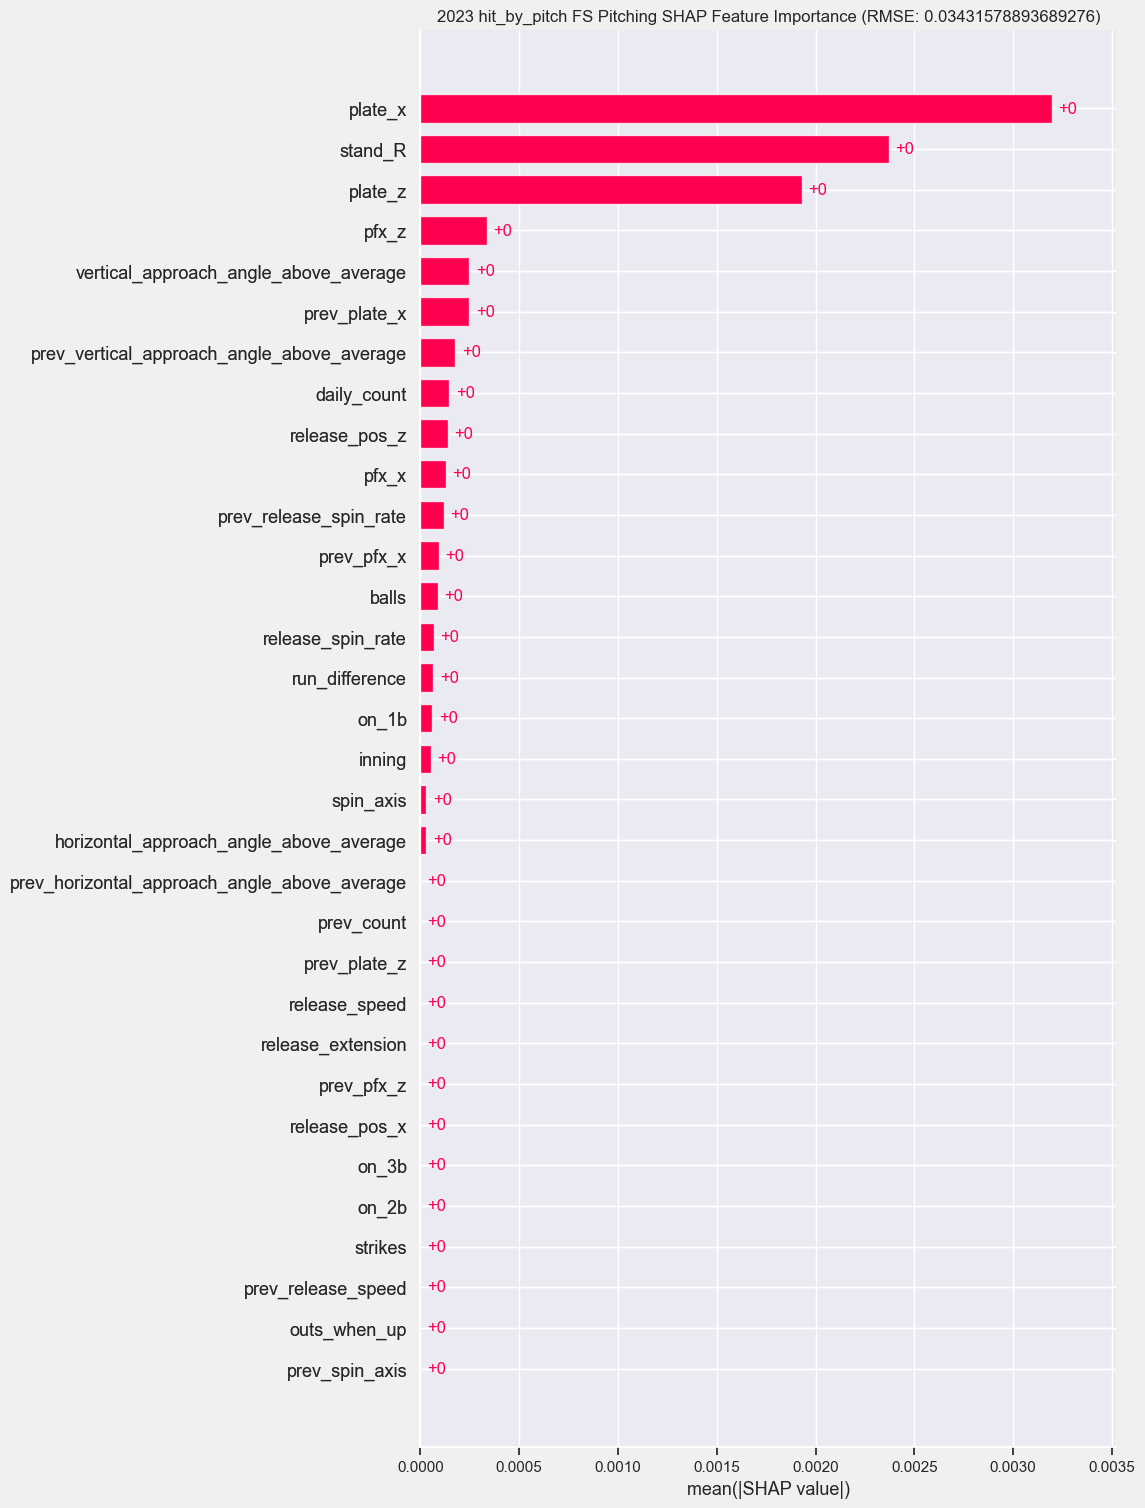 2023 hit_by_pitch FS Pitching SHAP Feature Importance (RMSE: 0.03431578893689276)
plate_x +0
stand_R +0
plate_z +0
pfx_z +0
vertical_approach_angle_above_average +0
prev_plate_x +0
prev_vertical_approach_angle_above_average +0
daily_count +0
release_pos_z +0
pfx_x +0
prev_release_spin_rate +0
prev_pfx_x +0
balls +0
release_spin_rate +0
run_difference +0
on_1b +0
inning +0
spin_axis +0
horizontal_approach_angle_above_average +0
prev_horizontal_approach_angle_above_average +0
prev_count +0
prev_plate_z +0
release_speed +0
release_extension +0
prev_pfx_z +0
release_pos_x +0
on_3b +0
on_2b +0
strikes +0
prev_release_speed +0
outs_when_up +0
prev_spin_axis +0
0.0000 0.0005 0.0010 0.0015 0.0020 0.0025 0.0030 0.0035
mean(|SHAP value|)